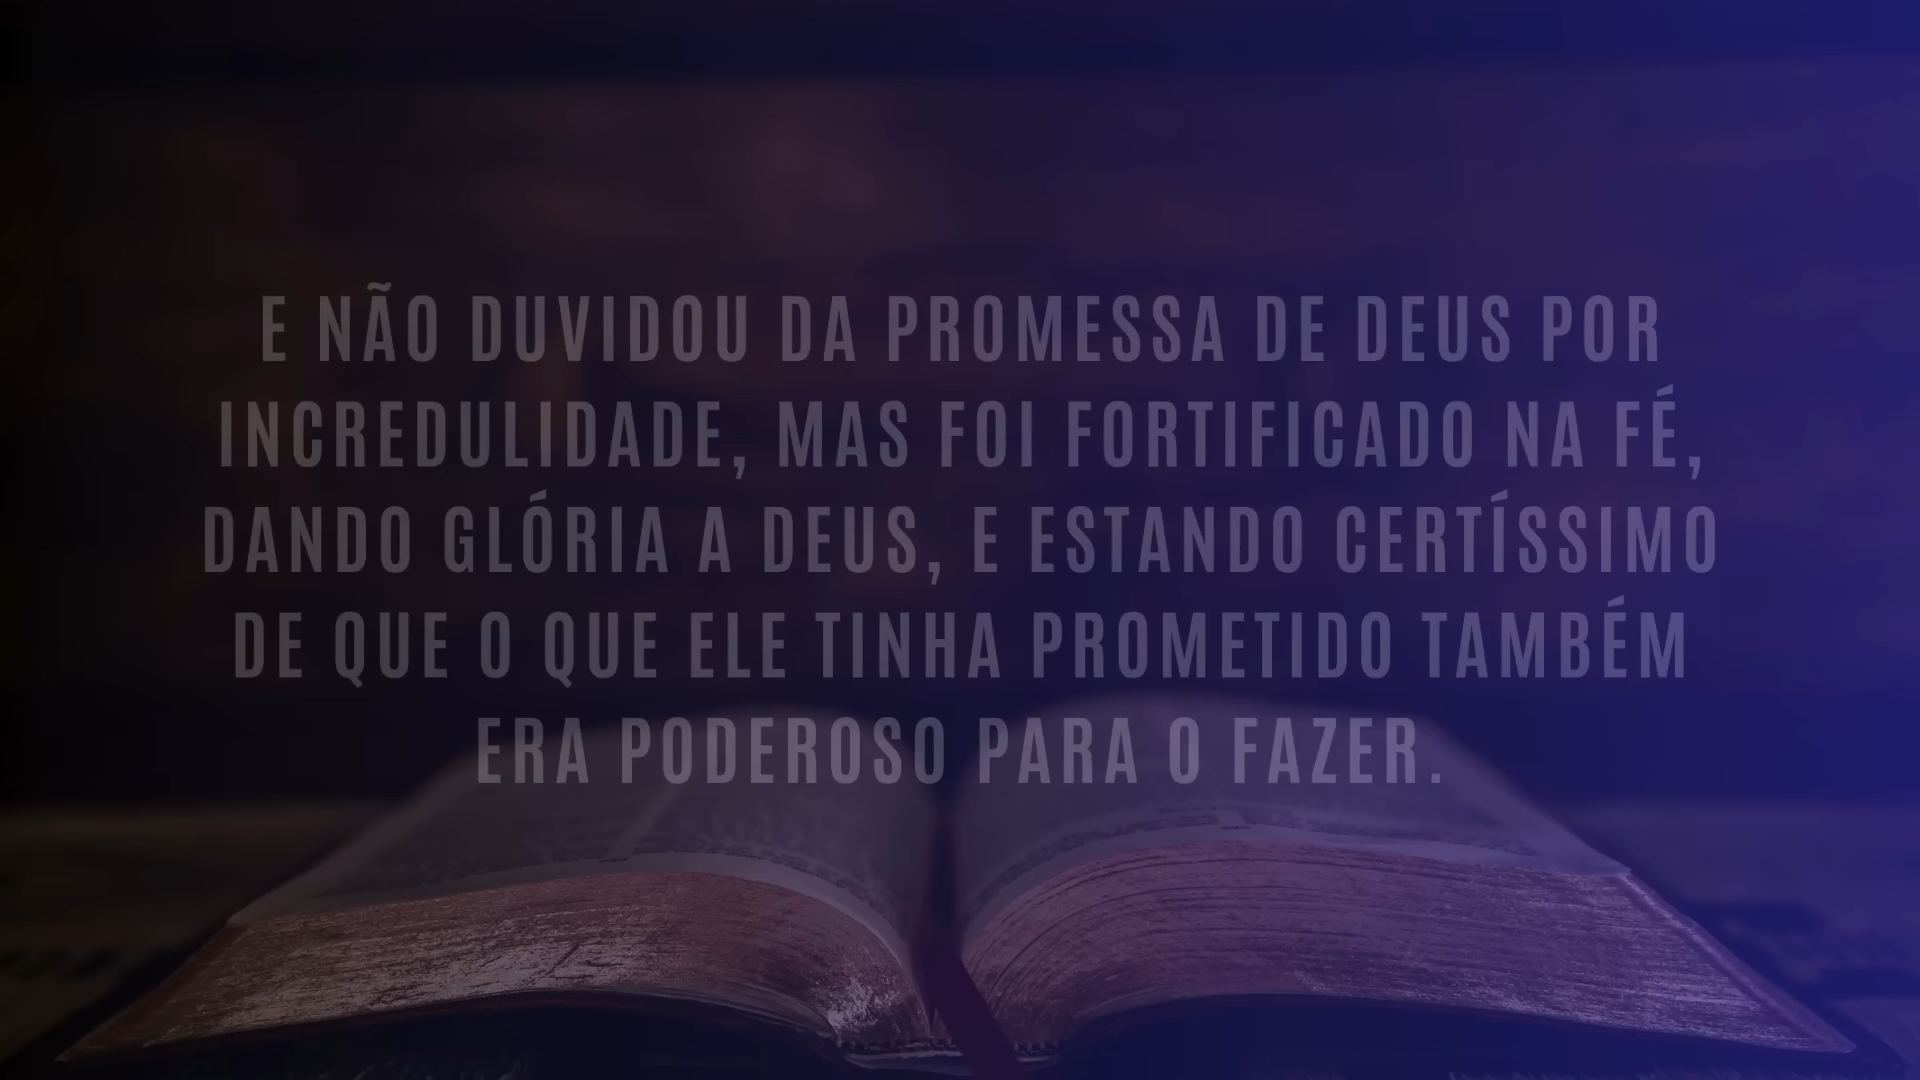 E NÃO DUVIDOU DA PROMESSA DE DEUS POR
INCREDULIDADE, MAS FOI FORTIFICADO NA FÉ,
DANDO GLÓRIA A DEUS, E ESTANDO CERTÍSSIMO
DE QUE O QUE ELE TINHA PROMETIDO TAMBÉM
ERA PODEROSO PARA O FAZER.